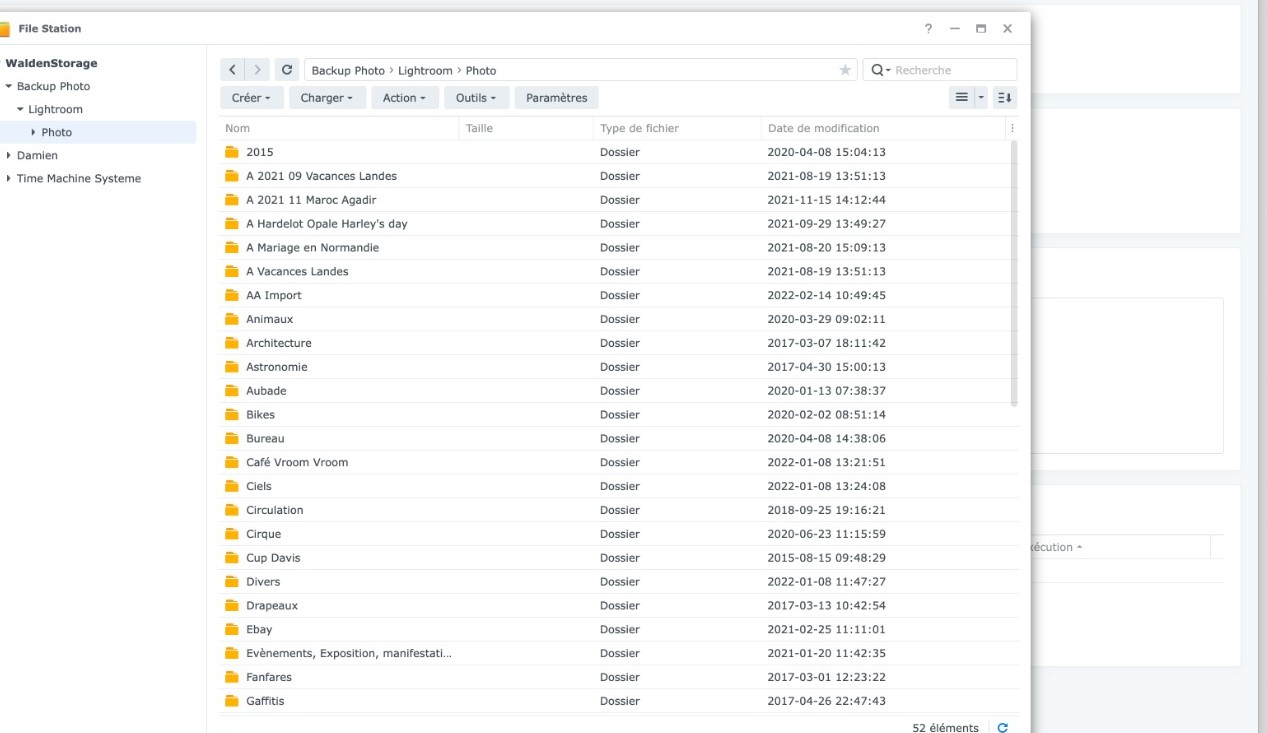 File Station
WaldenStorage
Backup Photo
Lightroom
Photo
Damien
Time Machine Systeme
Backup Photo › Lightroom › Photo
Recherche
Créer Charger Action Outils Paramètres
Nom Taille Type de fichier Date de modification
2015 Dossier 2020-04-08 15:04:13
A 2021 09 Vacances Landes Dossier 2021-08-19 13:51:13
A 2021 11 Maroc Agadir Dossier 2021-11-15 14:12:44
A Hardelot Opale Harley's day Dossier 2021-09-29 13:49:27
A Mariage en Normandie Dossier 2021-08-20 15:09:13
A Vacances Landes Dossier 2021-08-19 13:51:13
AA Import Dossier 2022-02-14 10:49:45
Animaux Dossier 2020-03-29 09:02:11
Architecture Dossier 2017-03-07 18:11:42
Astronomie Dossier 2017-04-30 15:00:13
Aubade Dossier 2020-01-13 07:38:37
Bikes Dossier 2020-02-02 08:51:14
Bureau Dossier 2020-04-08 14:38:06
Café Vroom Vroom Dossier 2022-01-08 13:21:51
Ciels Dossier 2022-01-08 13:24:08
Circulation Dossier 2018-09-25 19:16:21
Cirque Dossier 2020-06-23 11:15:59
Cup Davis Dossier 2015-08-15 09:48:29
Divers Dossier 2022-01-08 11:47:27
Drapeaux Dossier 2017-03-13 10:42:54
Ebay Dossier 2021-02-25 11:11:01
Evènements, Exposition, manifestati... Dossier 2021-01-20 11:42:35
Fanfares Dossier 2017-03-01 12:23:22
Gaffitis Dossier 2017-04-26 22:47:43
52 éléments